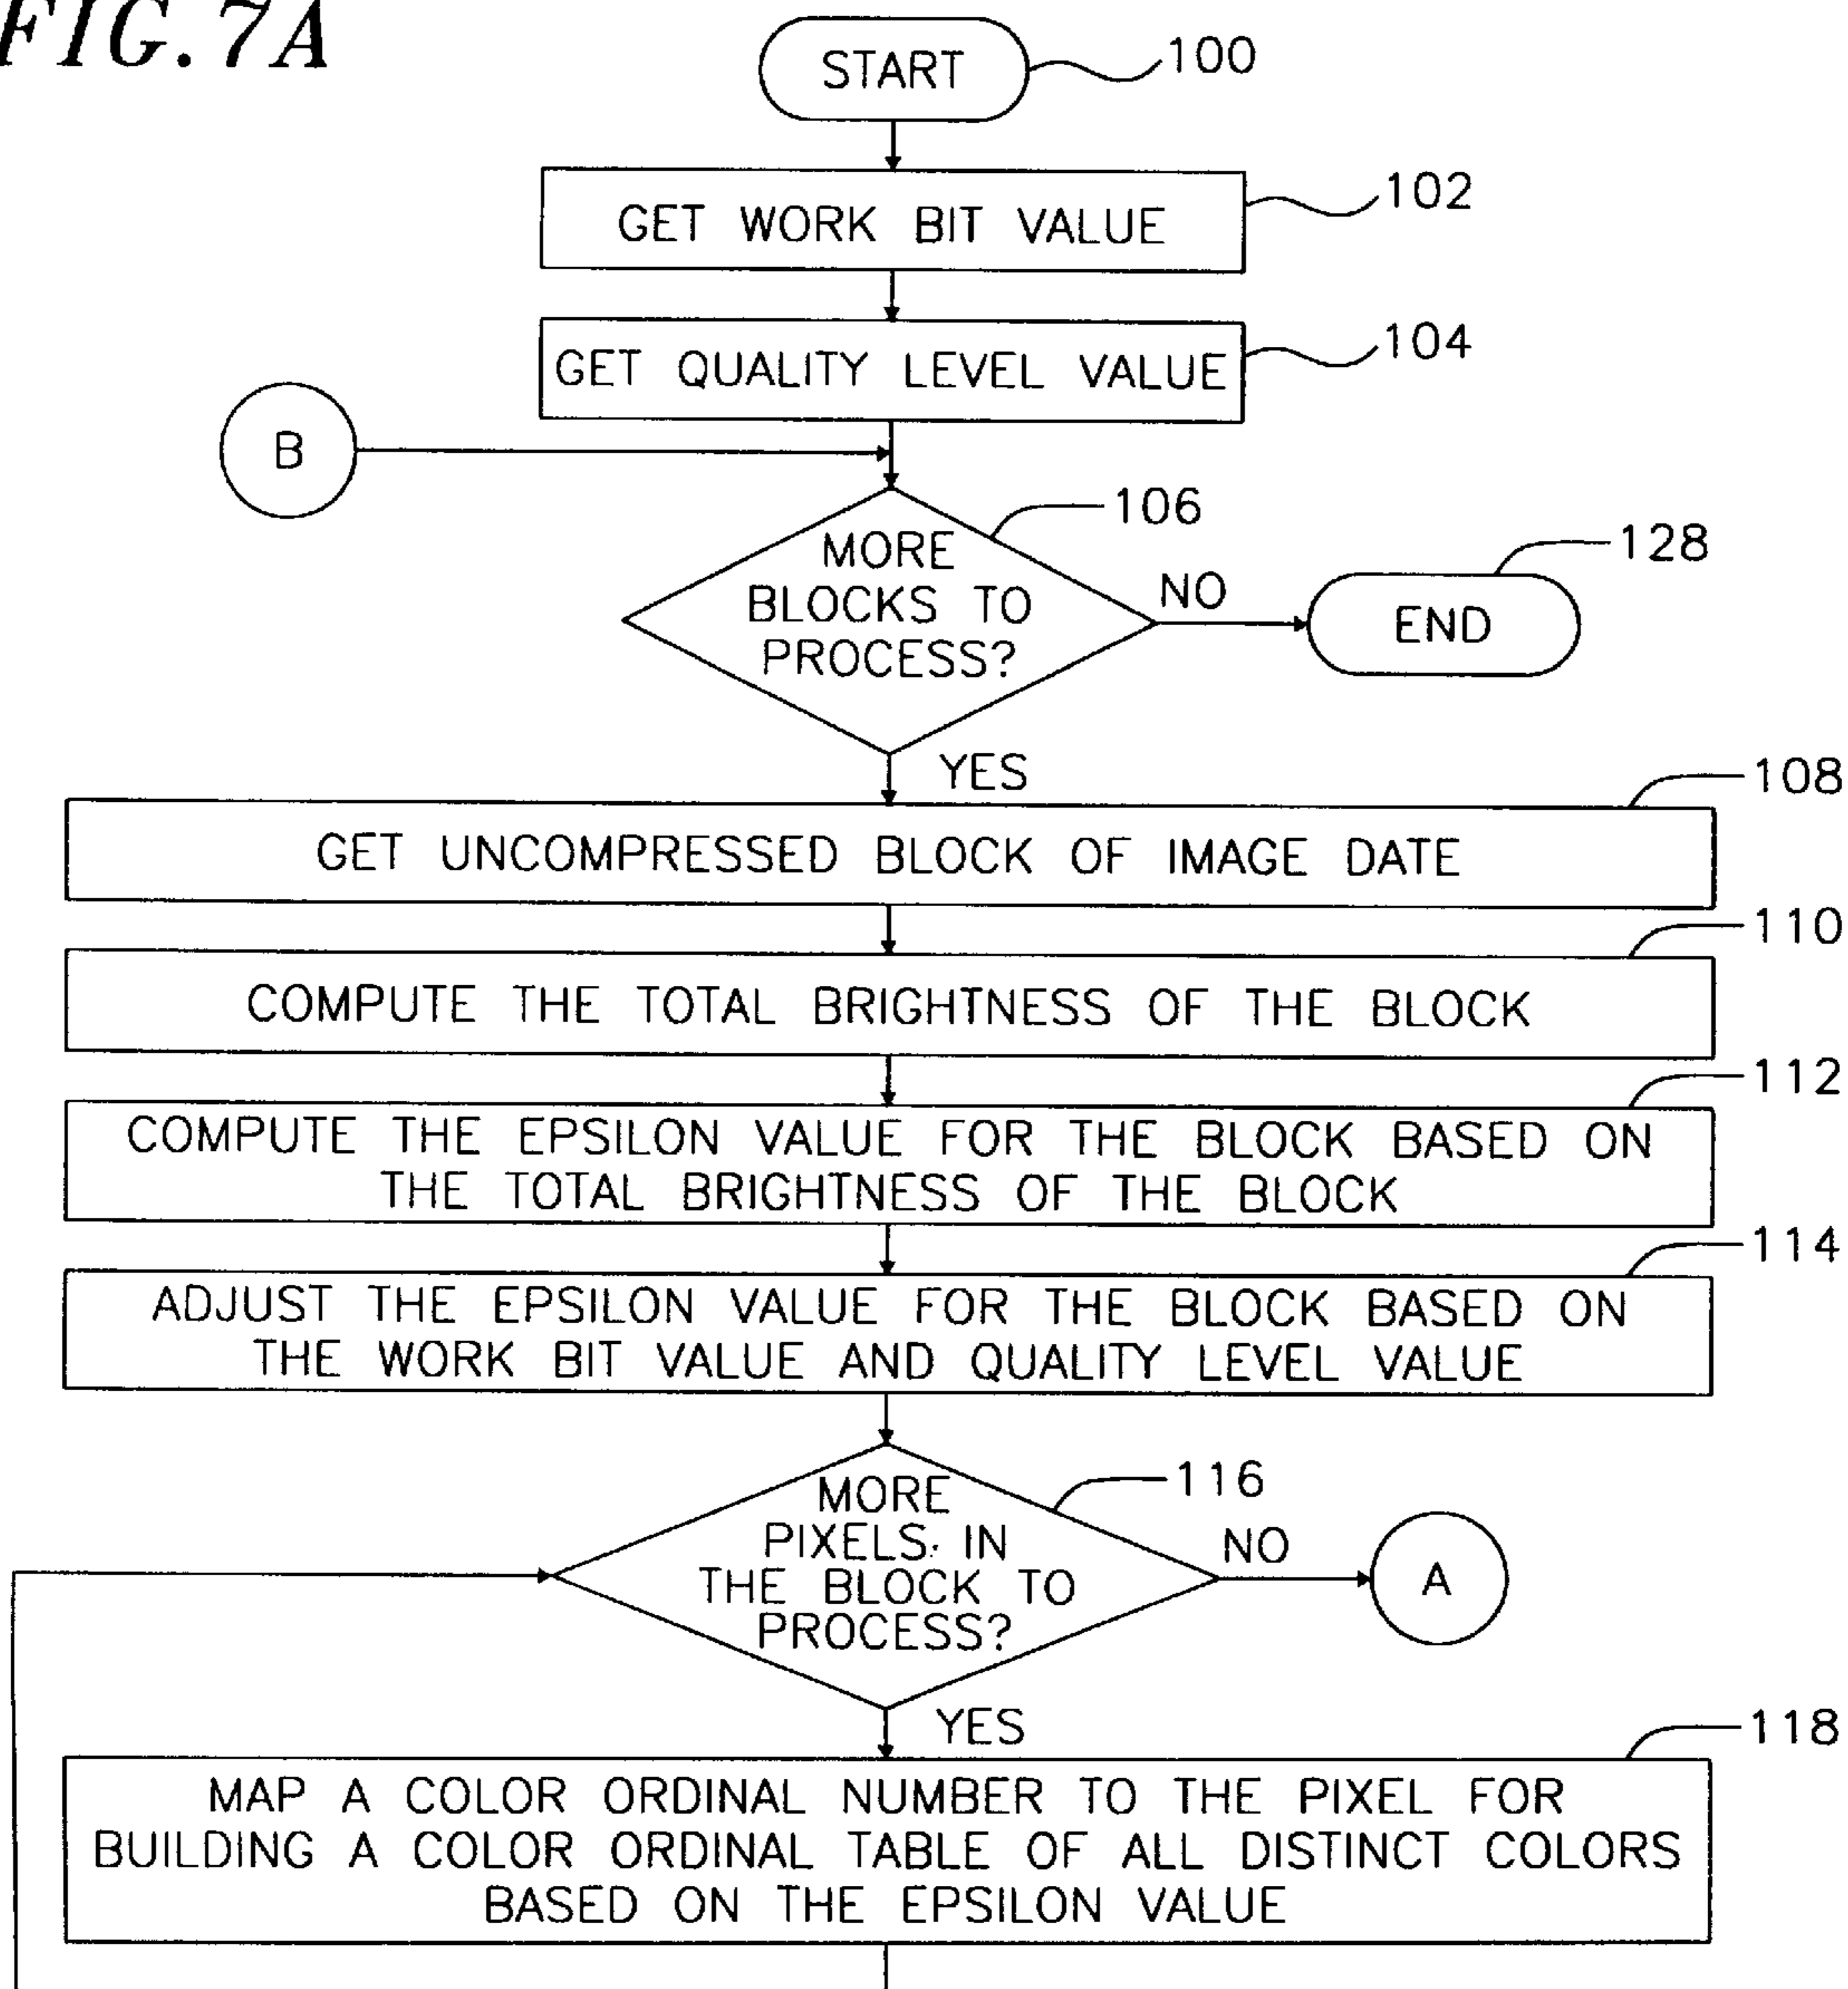 FIG. 7A
START
100
GET WORK BIT VALUE
102
GET QUALITY LEVEL VALUE
104
B
MORE
BLOCKS TO
PROCESS?
106
NO
END
128
YES
108
GET UNCOMPRESSED BLOCK OF IMAGE DATE
110
COMPUTE THE TOTAL BRIGHTNESS OF THE BLOCK
112
COMPUTE THE EPSILON VALUE FOR THE BLOCK BASED ON
THE TOTAL BRIGHTNESS OF THE BLOCK
114
ADJUST THE EPSILON VALUE FOR THE BLOCK BASED ON
THE WORK BIT VALUE AND QUALITY LEVEL VALUE
MORE
PIXELS IN
THE BLOCK TO
PROCESS?
116
NO
A
YES
118
MAP A COLOR ORDINAL NUMBER TO THE PIXEL FOR
BUILDING A COLOR ORDINAL TABLE OF ALL DISTINCT COLORS
BASED ON THE EPSILON VALUE